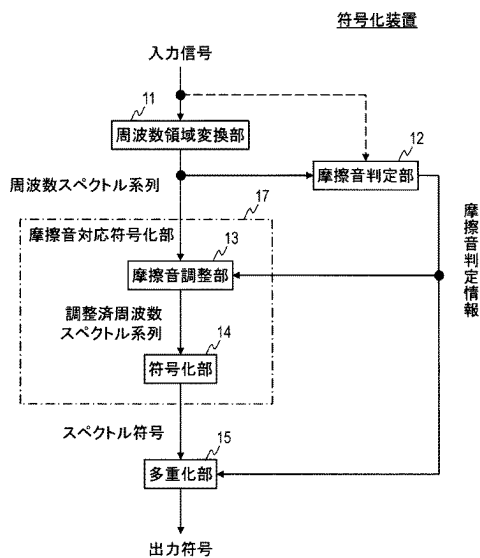 符号化装置
入力信号
11
周波数領域変換部
12
摩擦音判定部
周波数スペクトル系列
17
摩擦音対応符号化部
13
摩擦音調整部
摩擦音判定情報
調整済周波数
スペクトル系列
14
符号化部
スペクトル符号
15
多重化部
出力符号